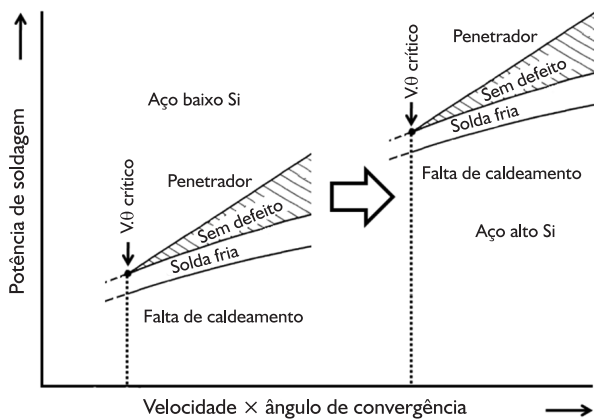 Potência de soldagem
Aço baixo Si
V.θ crítico
Penetrador
Sem defeito
Solda fria
Falta de caldeamento
V.θ crítico
Penetrador
Sem defeito
Solda fria
Falta de caldeamento
Aço alto Si
Velocidade × ângulo de convergência